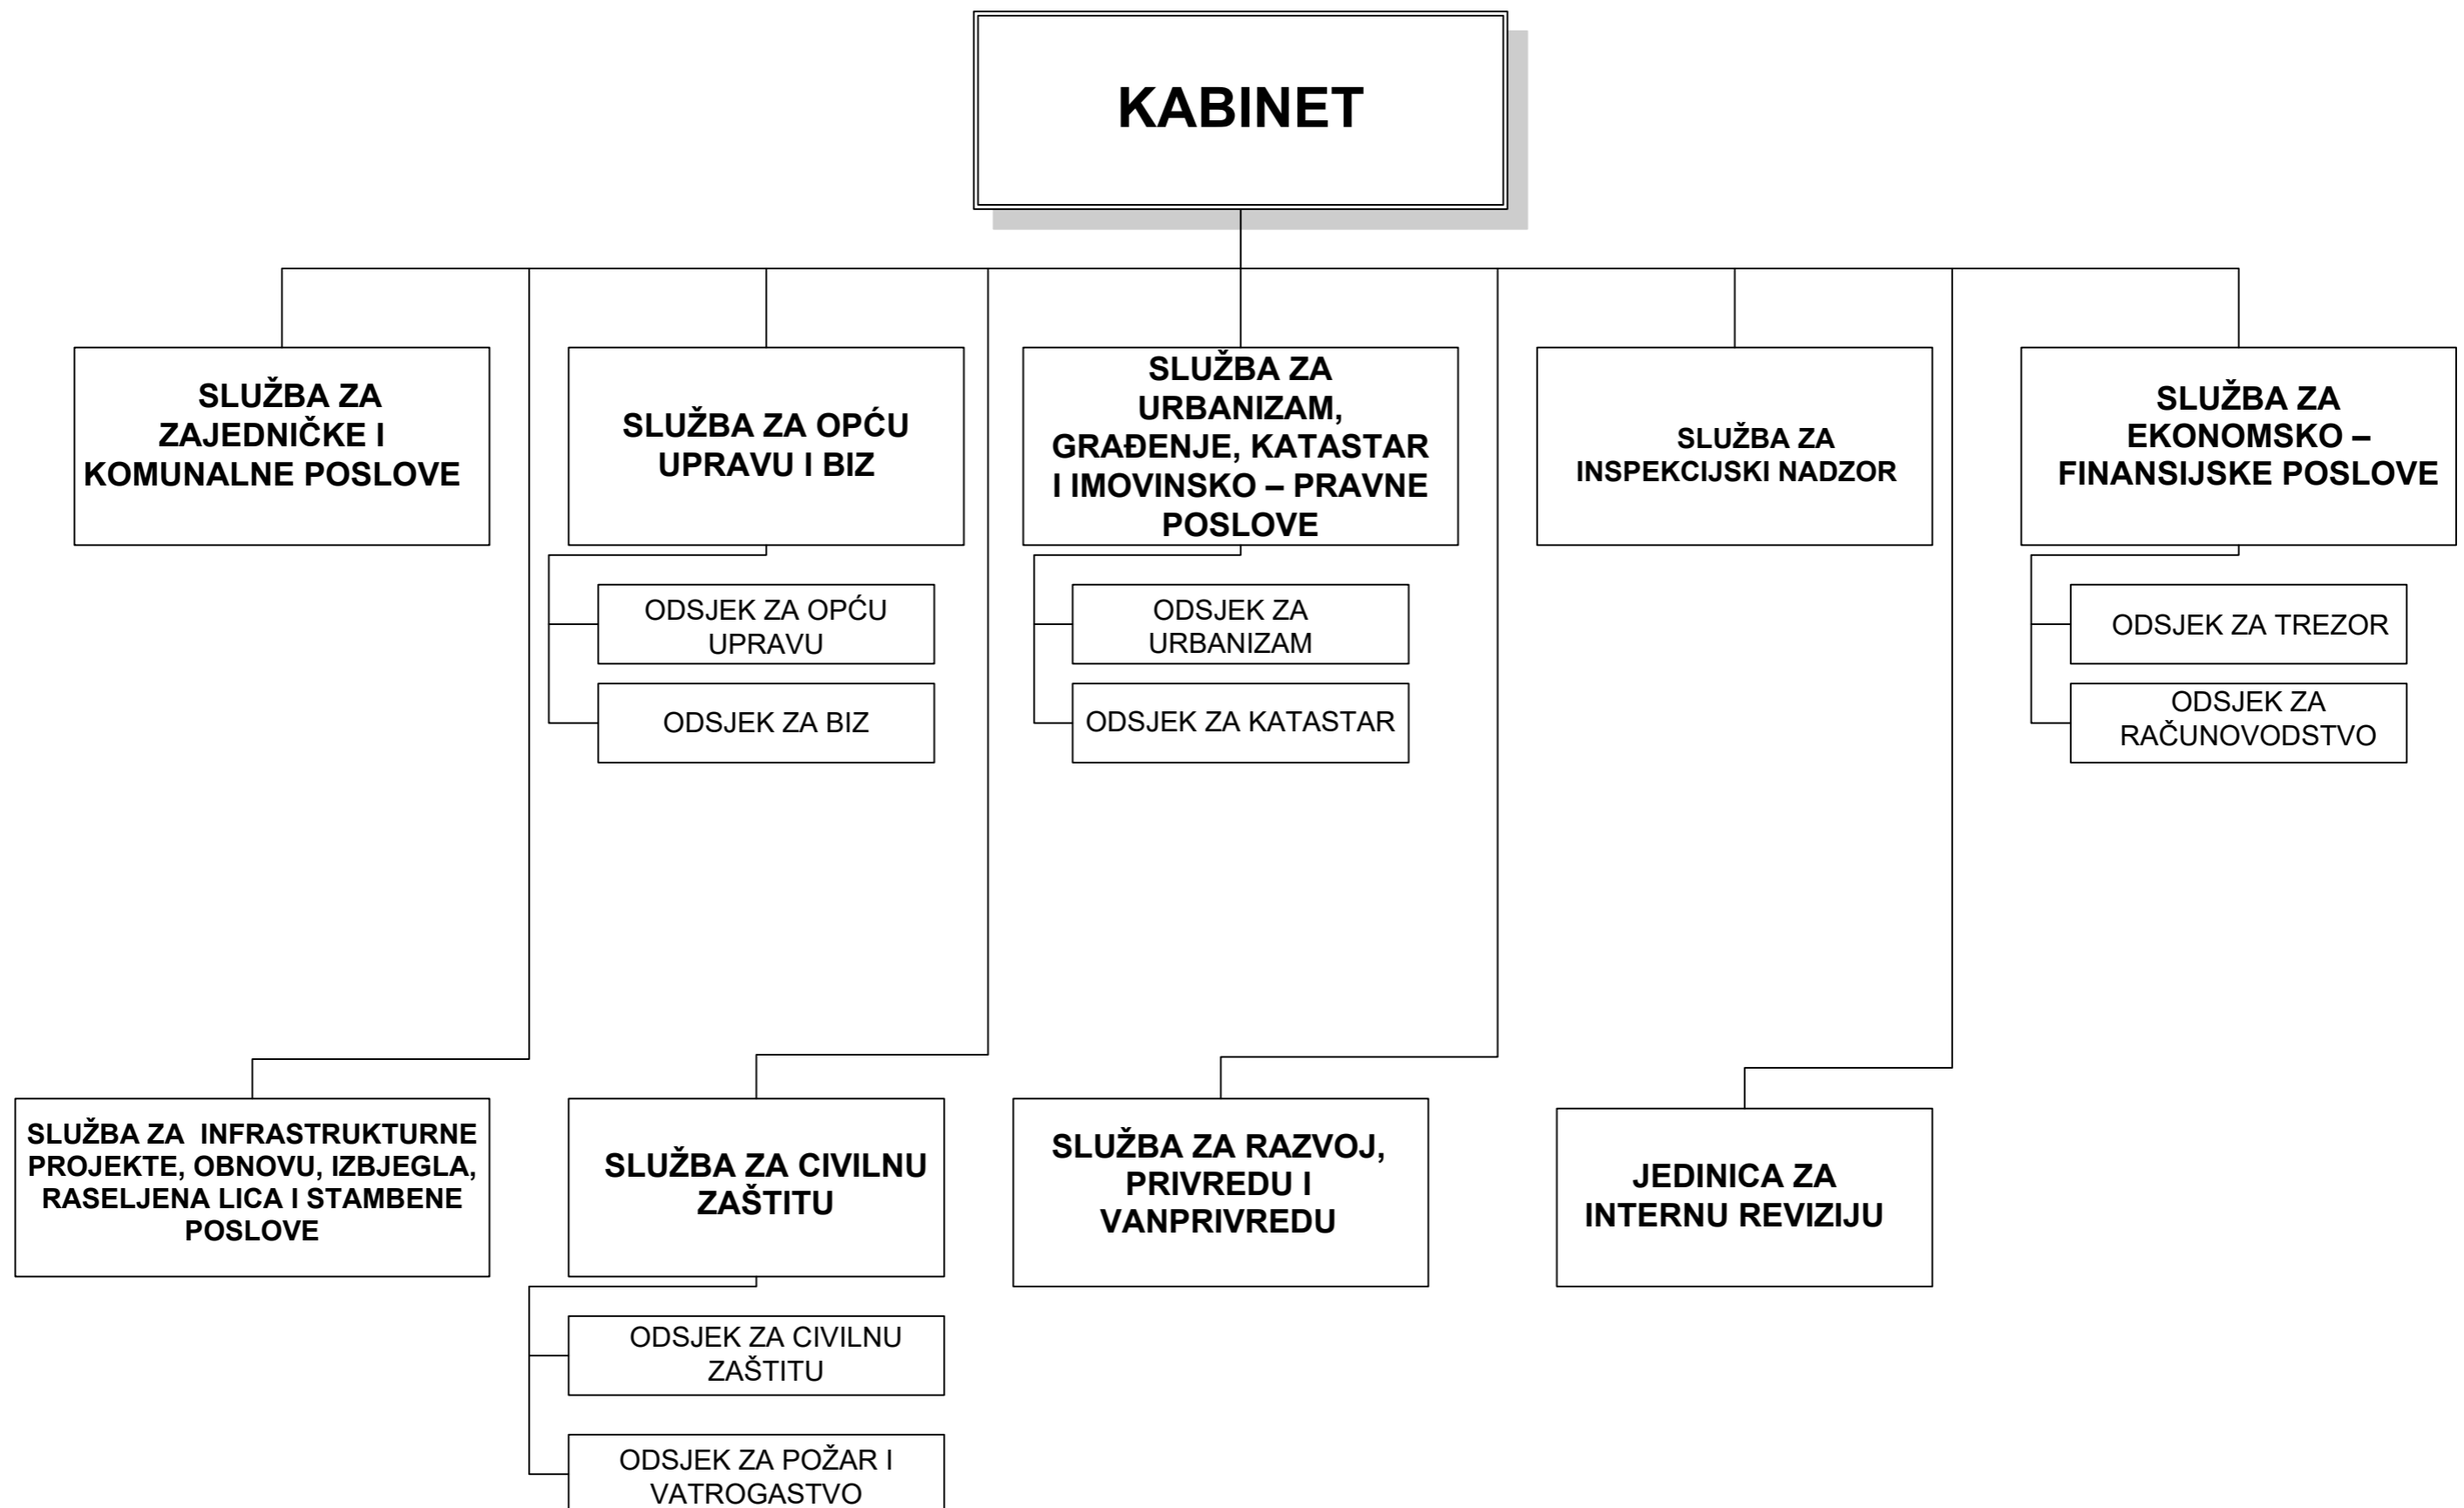 KABINET
SLUŽBA ZA
ZAJEDNIČKE I
KOMUNALNE POSLOVE
SLUŽBA ZA OPĆU
UPRAVU I BIZ
SLUŽBA ZA
URBANIZAM,
GRAĐENJE, KATASTAR
I IMOVINSKO – PRAVNE
POSLOVE
SLUŽBA ZA
INSPEKCIJSKI NADZOR
SLUŽBA ZA
EKONOMSKO –
FINANSIJSKE POSLOVE
ODSJEK ZA OPĆU
UPRAVU
ODSJEK ZA BIZ
ODSJEK ZA
URBANIZAM
ODSJEK ZA KATASTAR
ODSJEK ZA TREZOR
ODSJEK ZA
RAČUNOVODSTVO
SLUŽBA ZA  INFRASTRUKTURNE
PROJEKTE, OBNOVU, IZBJEGLA,
RASELJENA LICA I STAMBENE
POSLOVE
SLUŽBA ZA CIVILNU
ZAŠTITU
SLUŽBA ZA RAZVOJ,
PRIVREDU I
VANPRIVREDU
JEDINICA ZA
INTERNU REVIZIJU
ODSJEK ZA CIVILNU
ZAŠTITU
ODSJEK ZA POŽAR I
VATROGASTVO